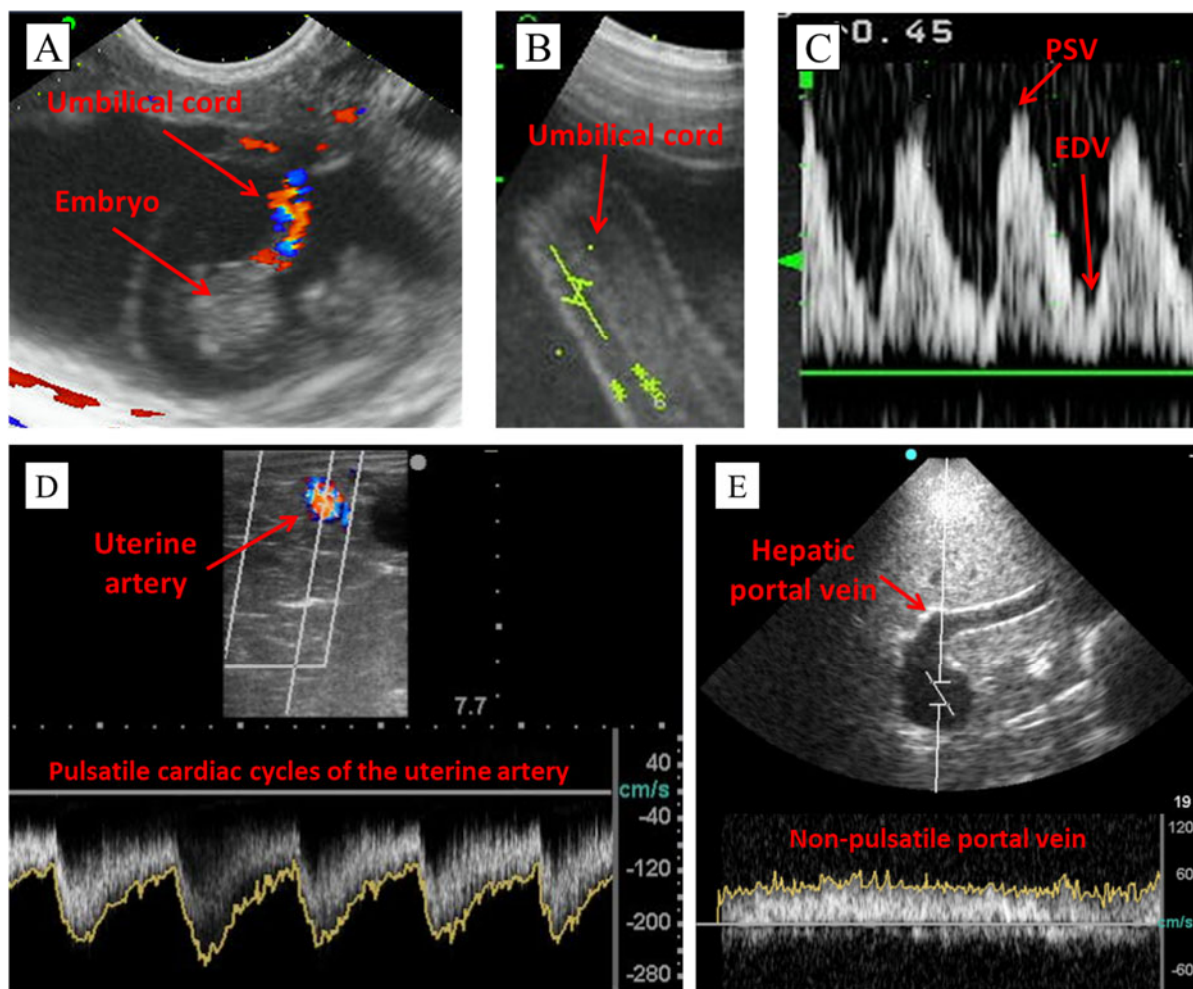 A
Umbilical cord
Embryo
B
Umbilical cord
C
0.45
PSV
EDV
D
Uterine
artery
7.7
Pulsatile cardiac cycles of the uterine artery
40
cm/s
-40
-120
-200
-280
E
Hepatic
portal vein
19
Non-pulsatile portal vein
120
60
cm/s
-60